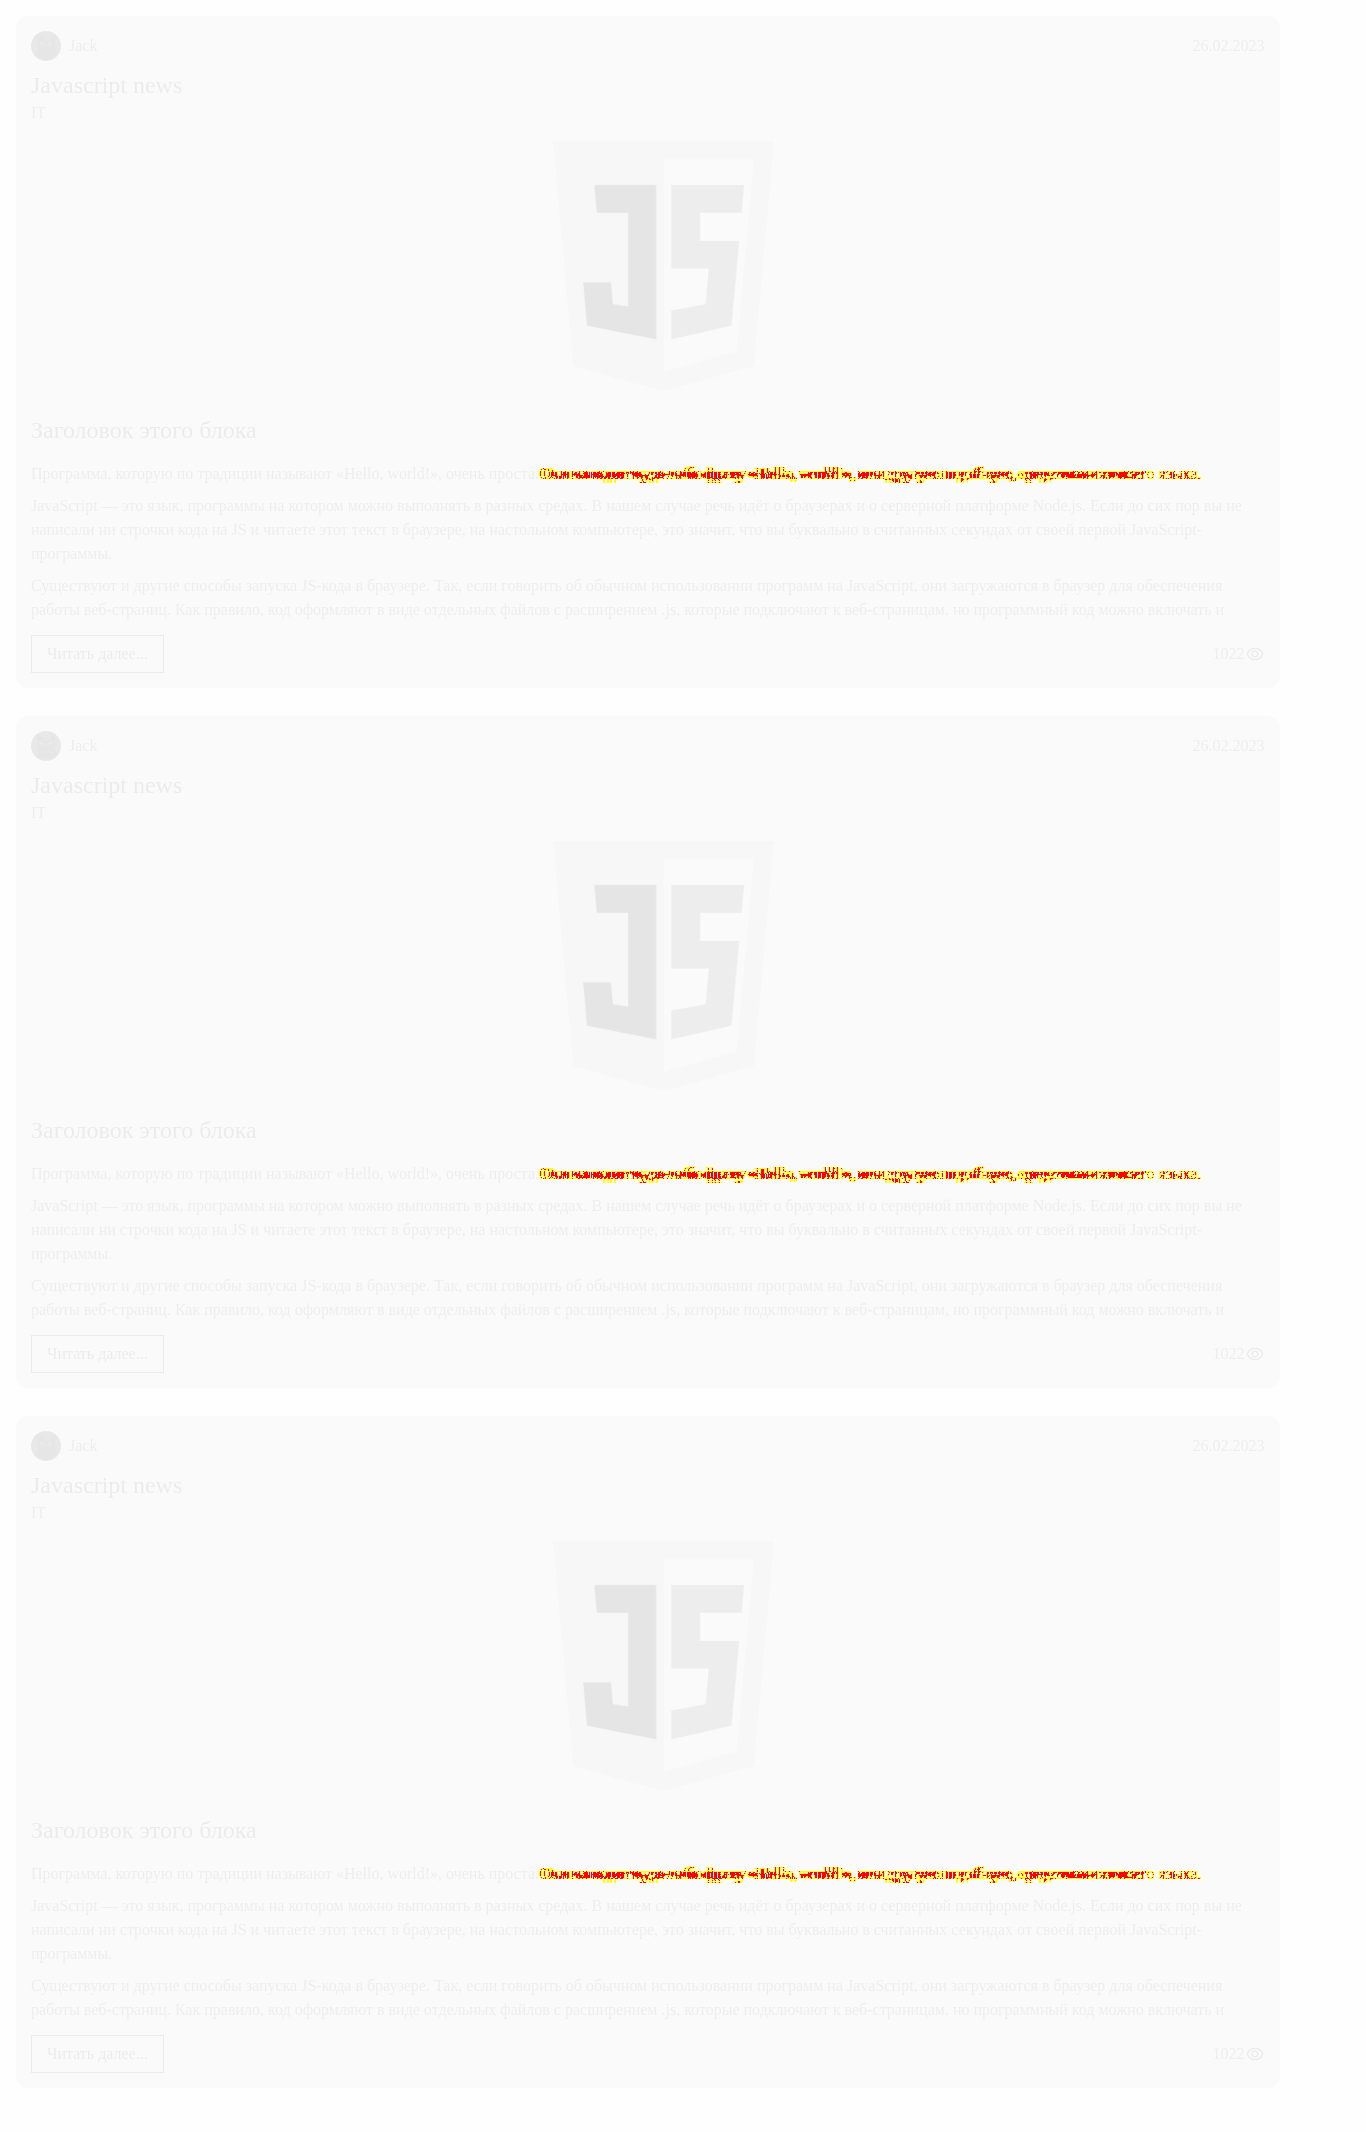 Jack 26.02.2023
Javascript news
IT
JS
Заголовок этого блока
Программа, которую по традиции называют «Hello, world!», очень проста.
JavaScript — это язык, программы на котором можно выполнять в разных средах. В нашем случае речь идёт о браузерах и о серверной платформе Node.js. Если до сих пор вы не
написали ни строчки кода на JS и читаете этот текст в браузере, на настольном компьютере, это значит, что вы буквально в считанных секундах от своей первой JavaScript-
программы.
Существуют и другие способы запуска JS-кода в браузере. Так, если говорить об обычном использовании программ на JavaScript, они загружаются в браузер для обеспечения
работы веб-страниц. Как правило, код оформляют в виде отдельных файлов с расширением .js, которые подключают к веб-страницам, но программный код можно включать и
Читать далее... 1022
Jack 26.02.2023
Javascript news
IT
JS
Заголовок этого блока
Программа, которую по традиции называют «Hello, world!», очень проста.
JavaScript — это язык, программы на котором можно выполнять в разных средах. В нашем случае речь идёт о браузерах и о серверной платформе Node.js. Если до сих пор вы не
написали ни строчки кода на JS и читаете этот текст в браузере, на настольном компьютере, это значит, что вы буквально в считанных секундах от своей первой JavaScript-
программы.
Существуют и другие способы запуска JS-кода в браузере. Так, если говорить об обычном использовании программ на JavaScript, они загружаются в браузер для обеспечения
работы веб-страниц. Как правило, код оформляют в виде отдельных файлов с расширением .js, которые подключают к веб-страницам, но программный код можно включать и
Читать далее... 1022
Jack 26.02.2023
Javascript news
IT
JS
Заголовок этого блока
Программа, которую по традиции называют «Hello, world!», очень проста.
JavaScript — это язык, программы на котором можно выполнять в разных средах. В нашем случае речь идёт о браузерах и о серверной платформе Node.js. Если до сих пор вы не
написали ни строчки кода на JS и читаете этот текст в браузере, на настольном компьютере, это значит, что вы буквально в считанных секундах от своей первой JavaScript-
программы.
Существуют и другие способы запуска JS-кода в браузере. Так, если говорить об обычном использовании программ на JavaScript, они загружаются в браузер для обеспечения
работы веб-страниц. Как правило, код оформляют в виде отдельных файлов с расширением .js, которые подключают к веб-страницам, но программный код можно включать и
Читать далее... 1022